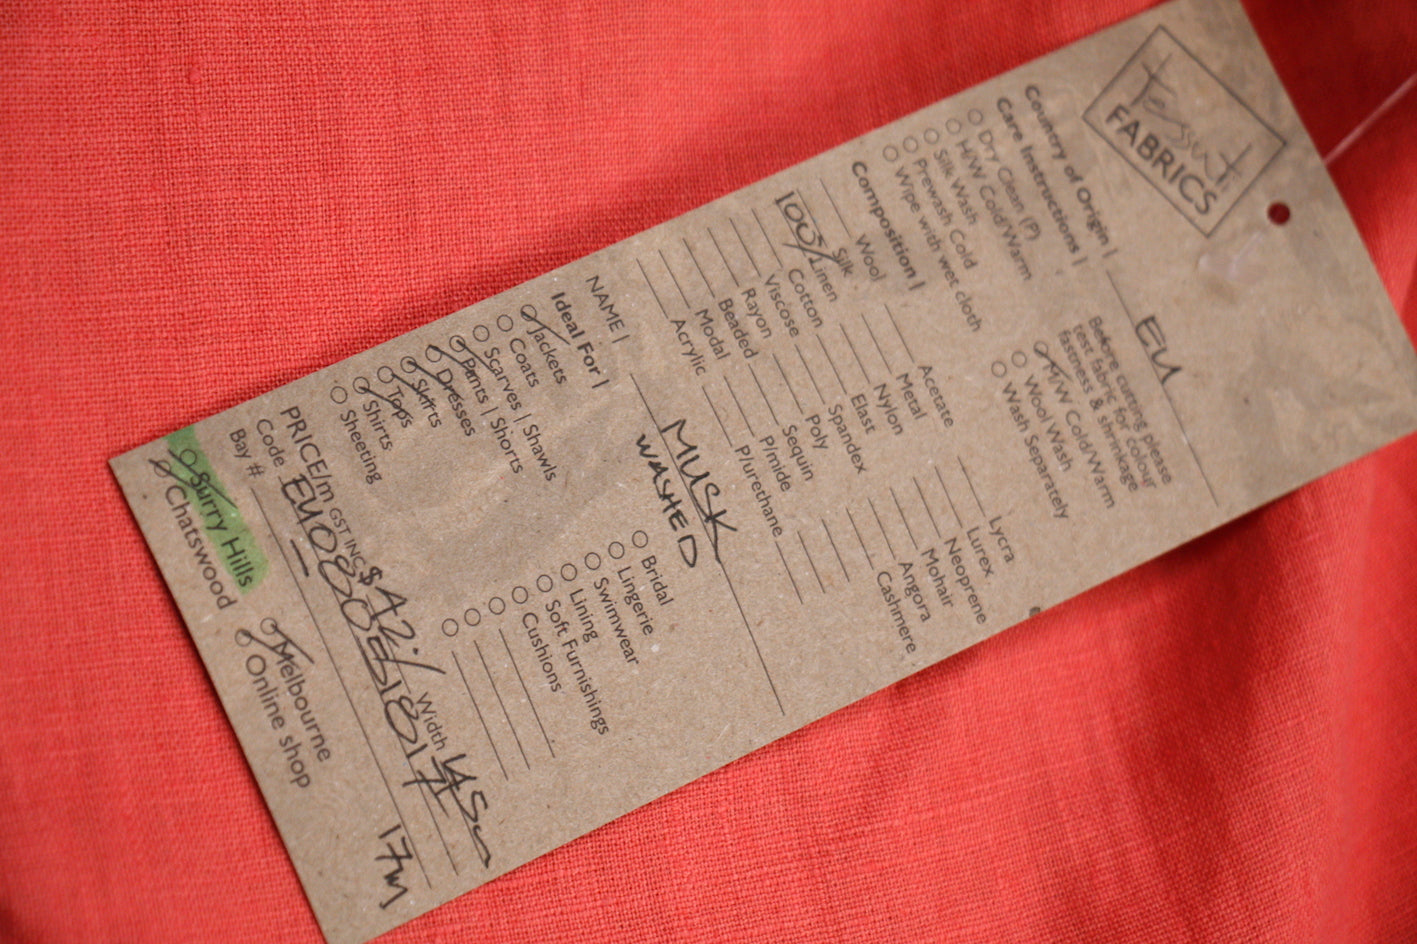 Tessuti
FABRICS
Country of Origin | EU
Care Instructions |
Dry Clean (P)
H/W Cold/Warm
Silk Wash
Prewash Cold
Wipe with wet cloth
Before cutting please
test fabric for colour
fastness & shrinkage
H/W Cold/Warm
Wool Wash
Wash Separately
Composition |
Wool Acetate Lycra
Silk Metal Lurex
100% Linen Nylon Neoprene
Cotton Elast Mohair
Viscose Spandex Angora
Rayon Poly Cashmere
Beaded Sequin
Modal P/mide
Acrylic P/urethane
NAME | MUSK
WASHED
Ideal For |
Jackets
Coats
Scarves | Shawls
Pants | Shorts
Dresses
Skirts
Tops
Shirts
Sheeting
Bridal
Lingerie
Swimwear
Lining
Soft Furnishings
Cushions
PRICE/m GST INC $ 42.- Width
Code
Bay # 17m
Surry Hills Melbourne
Chatswood Online shop